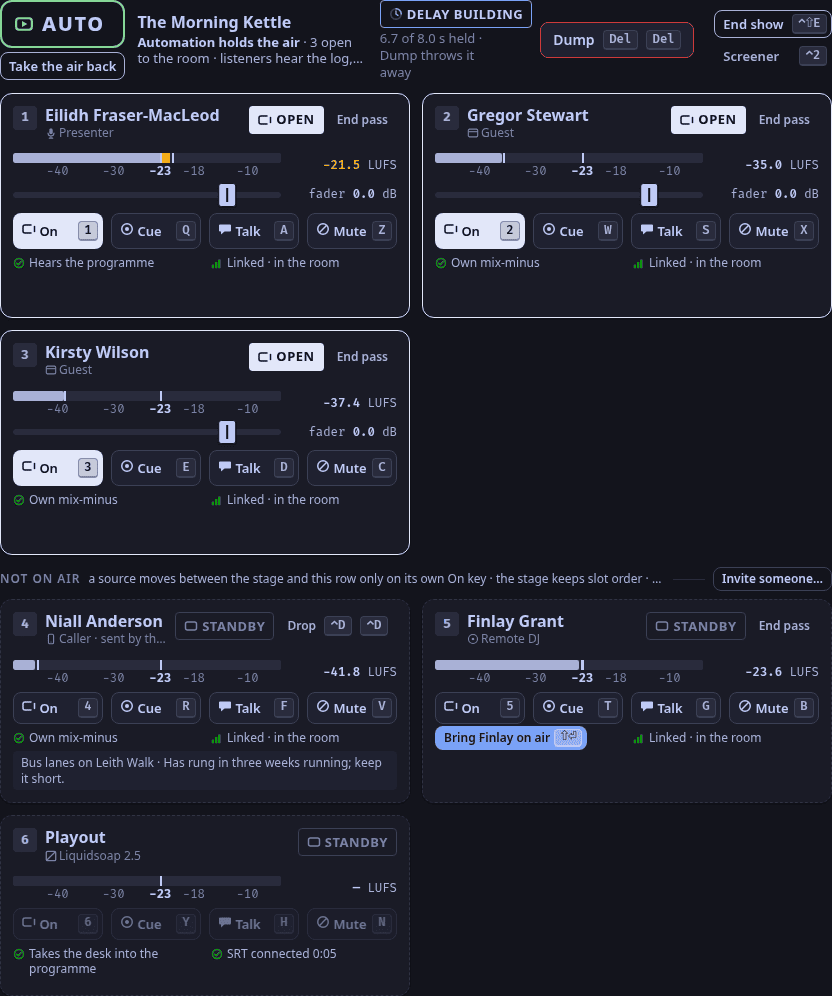 AUTO
Take the air back
The Morning Kettle
Automation holds the air · 3 open
to the room · listeners hear the log,...
DELAY BUILDING
6.7 of 8.0 s held ·
Dump throws it
away
Dump Del Del
End show ^⇧E
Screener ^2
1 Eilidh Fraser-MacLeod OPEN End pass
Presenter
-21.5 LUFS
-40 -30 -23 -18 -10
fader 0.0 dB
On 1 Cue Q Talk A Mute Z
Hears the programme Linked · in the room
2 Gregor Stewart OPEN End pass
Guest
-35.0 LUFS
-40 -30 -23 -18 -10
fader 0.0 dB
On 2 Cue W Talk S Mute X
Own mix-minus Linked · in the room
3 Kirsty Wilson OPEN End pass
Guest
-37.4 LUFS
-40 -30 -23 -18 -10
fader 0.0 dB
On 3 Cue E Talk D Mute C
Own mix-minus Linked · in the room
NOT ON AIR a source moves between the stage and this row only on its own On key · the stage keeps slot order · ... Invite someone...
4 Niall Anderson STANDBY Drop ^D ^D
Caller · sent by th...
-41.8 LUFS
-40 -30 -23 -18 -10
On 4 Cue R Talk F Mute V
Own mix-minus Linked · in the room
Bus lanes on Leith Walk · Has rung in three weeks running; keep
it short.
5 Finlay Grant STANDBY End pass
Remote DJ
-23.6 LUFS
-40 -30 -23 -18 -10
On 5 Cue T Talk G Mute B
Bring Finlay on air ⇧⏎ Linked · in the room
6 Playout STANDBY
Liquidsoap 2.5
— LUFS
-40 -30 -23 -18 -10
On 6 Cue Y Talk H Mute N
Takes the desk into the
programme
SRT connected 0:05